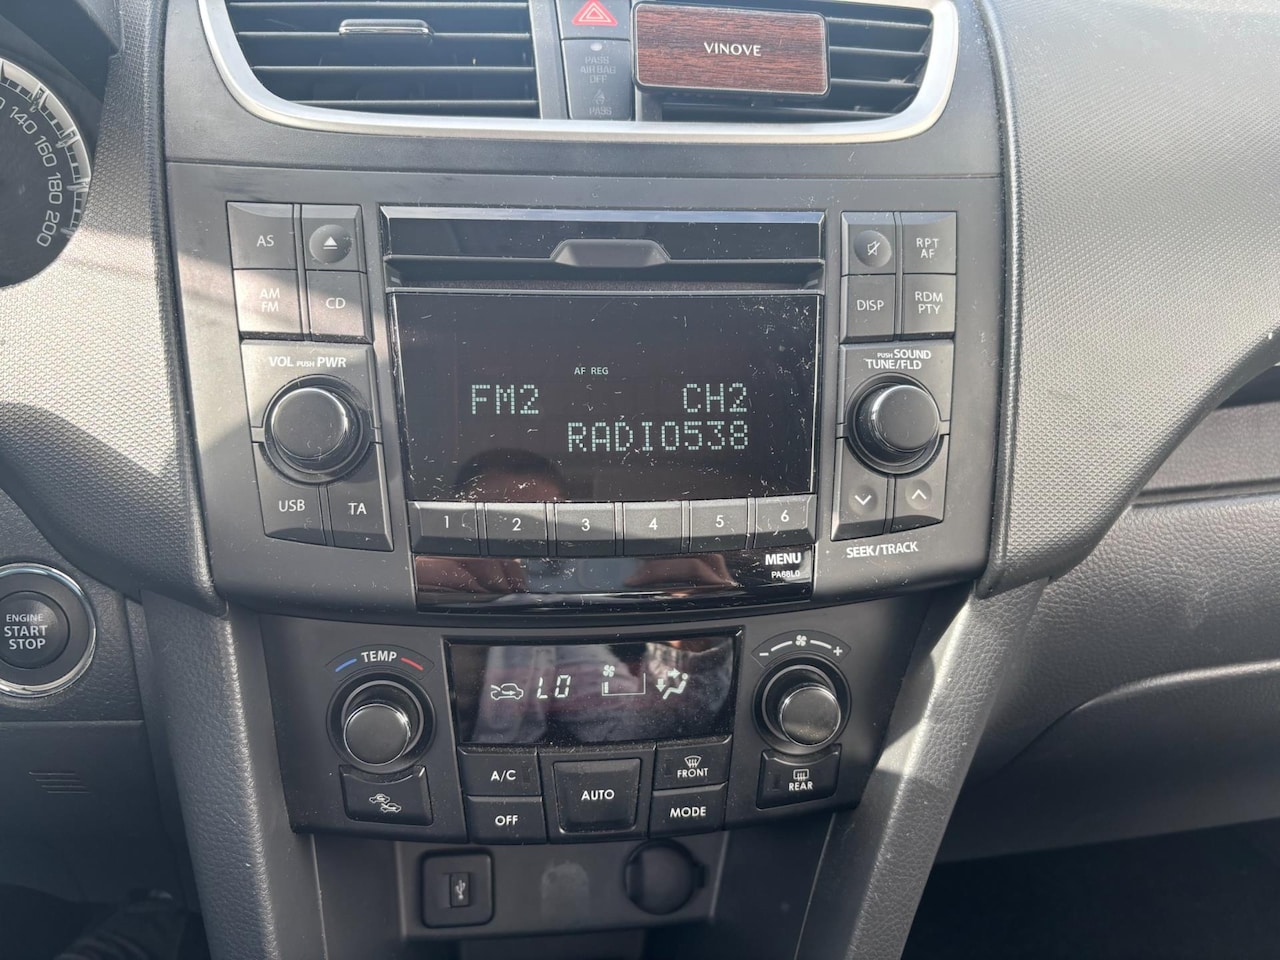 VINOVE
PASS
AIR BAG
OFF
PASS
140
160
180
200
AS
AM
FM
CD
RPT
AF
DISP
RDM
PTY
VOL PUSH PWR
PUSH SOUND
TUNE/FLD
AF REG
FM2 CH2
RADIO538
USB
TA
1 2 3 4 5 6
SEEK/TRACK
MENU
PA68L0
ENGINE
START
STOP
TEMP
- +
LO
A/C
AUTO
FRONT
REAR
OFF
MODE